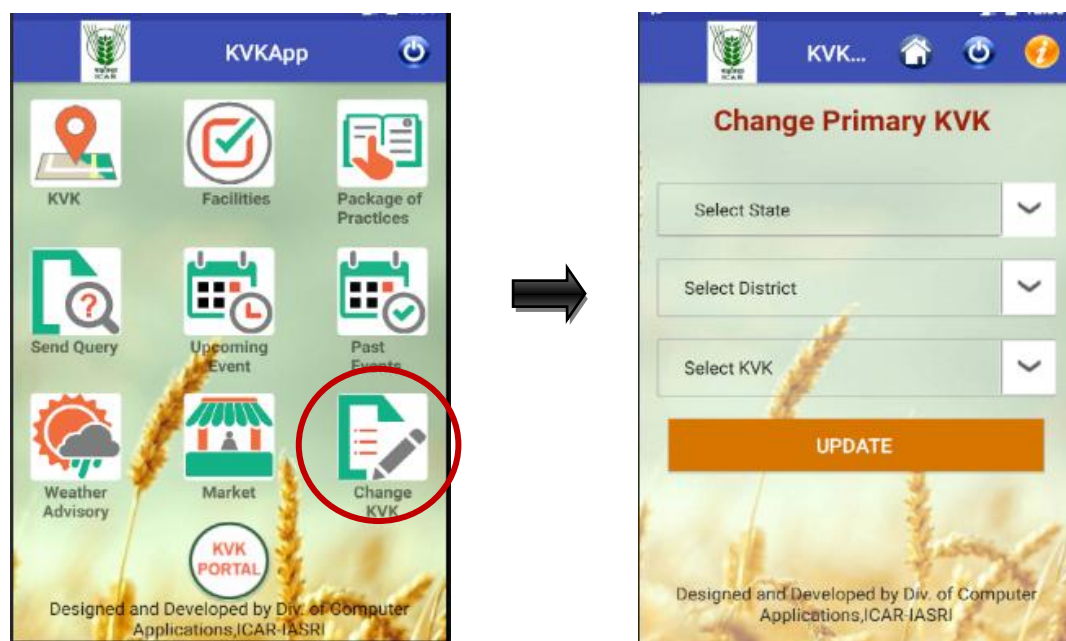 KVKApp
ICAR
KVK
Facilities
Package of
Practices
Send Query
Upcoming
Event
Past
Events
Weather
Advisory
Market
Change
KVK
KVK
PORTAL
Designed and Developed by Div. of Computer
Applications,ICAR-IASRI
KVK...
ICAR
Change Primary KVK
Select State
Select District
Select KVK
UPDATE
Designed and Developed by Div. of Computer
Applications,ICAR-IASRI